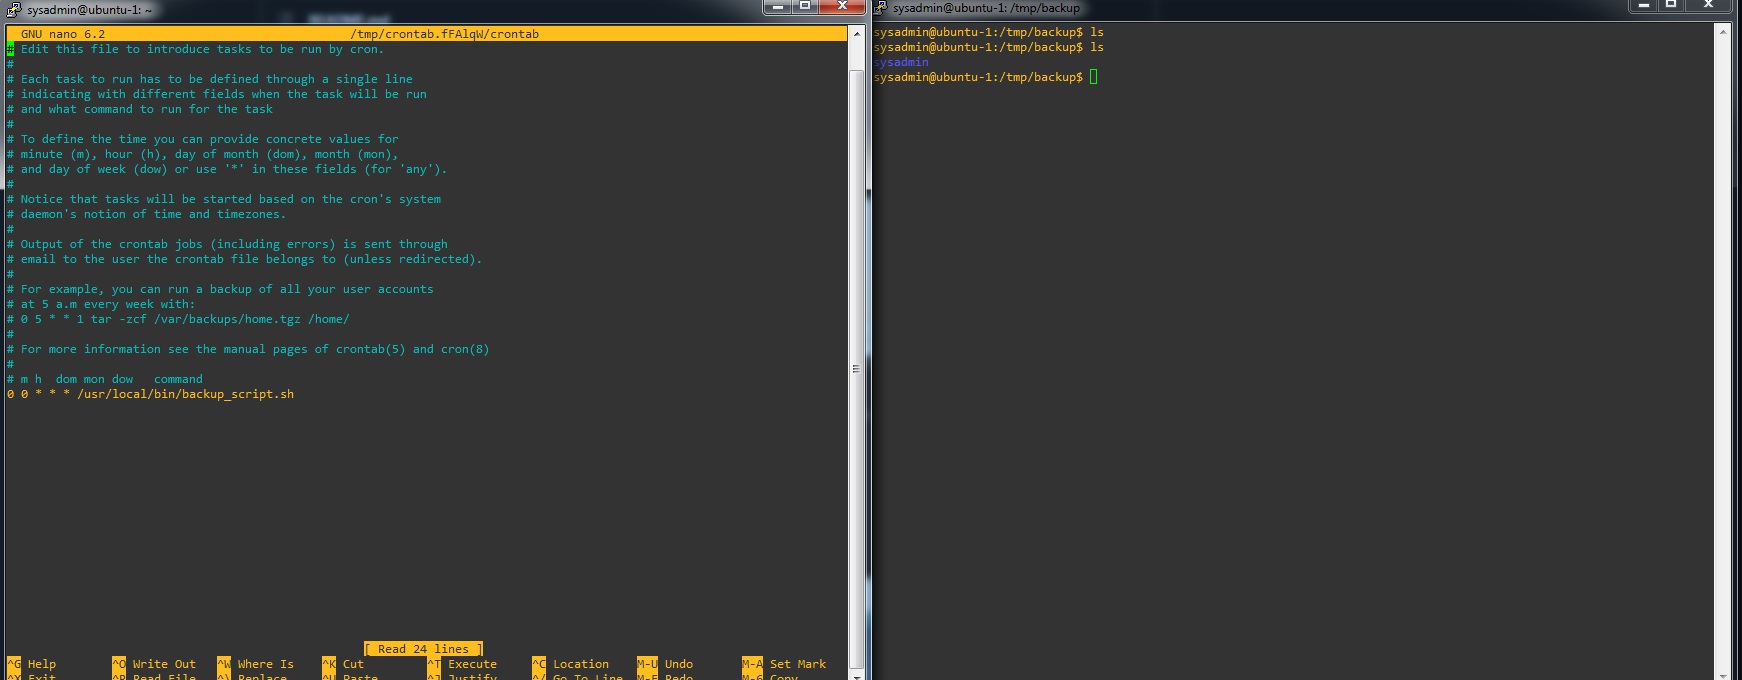 sysadmin@ubuntu-1: ~
GNU nano 6.2 /tmp/crontab.fFAlqW/crontab
# Edit this file to introduce tasks to be run by cron.
#
# Each task to run has to be defined through a single line
# indicating with different fields when the task will be run
# and what command to run for the task
#
# To define the time you can provide concrete values for
# minute (m), hour (h), day of month (dom), month (mon),
# and day of week (dow) or use '*' in these fields (for 'any').
#
# Notice that tasks will be started based on the cron's system
# daemon's notion of time and timezones.
#
# Output of the crontab jobs (including errors) is sent through
# email to the user the crontab file belongs to (unless redirected).
#
# For example, you can run a backup of all your user accounts
# at 5 a.m every week with:
# 0 5 * * 1 tar -zcf /var/backups/home.tgz /home/
#
# For more information see the manual pages of crontab(5) and cron(8)
#
# m h  dom mon dow   command
0 0 * * * /usr/local/bin/backup_script.sh
[ Read 24 lines ]
^G Help ^O Write Out ^W Where Is ^K Cut ^T Execute ^C Location M-U Undo M-A Set Mark
^X Exit ^R Read File ^\ Replace ^U Paste ^J Justify ^/ Go To Line M-E Redo M-6 Copy
sysadmin@ubuntu-1: /tmp/backup
sysadmin@ubuntu-1:/tmp/backup$ ls
sysadmin@ubuntu-1:/tmp/backup$ ls
sysadmin
sysadmin@ubuntu-1:/tmp/backup$